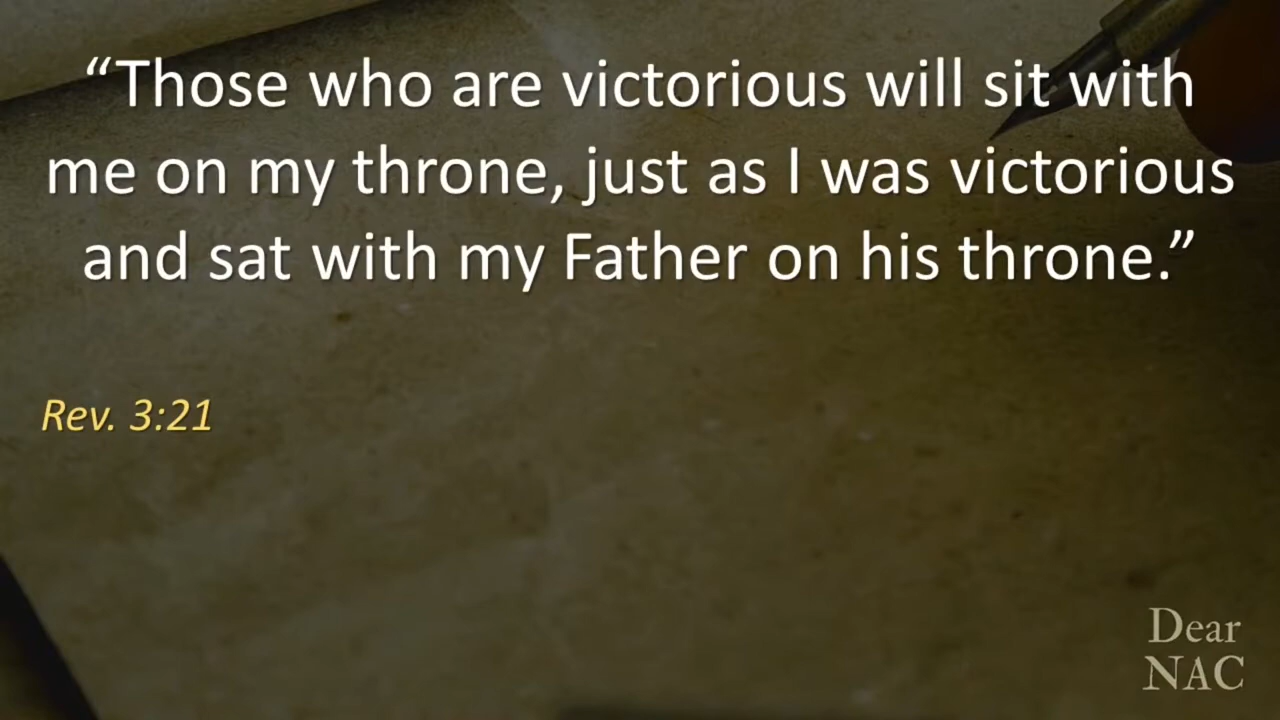 “Those who are victorious will sit with
me on my throne, just as I was victorious
and sat with my Father on his throne.”
Rev. 3:21
Dear
NAC